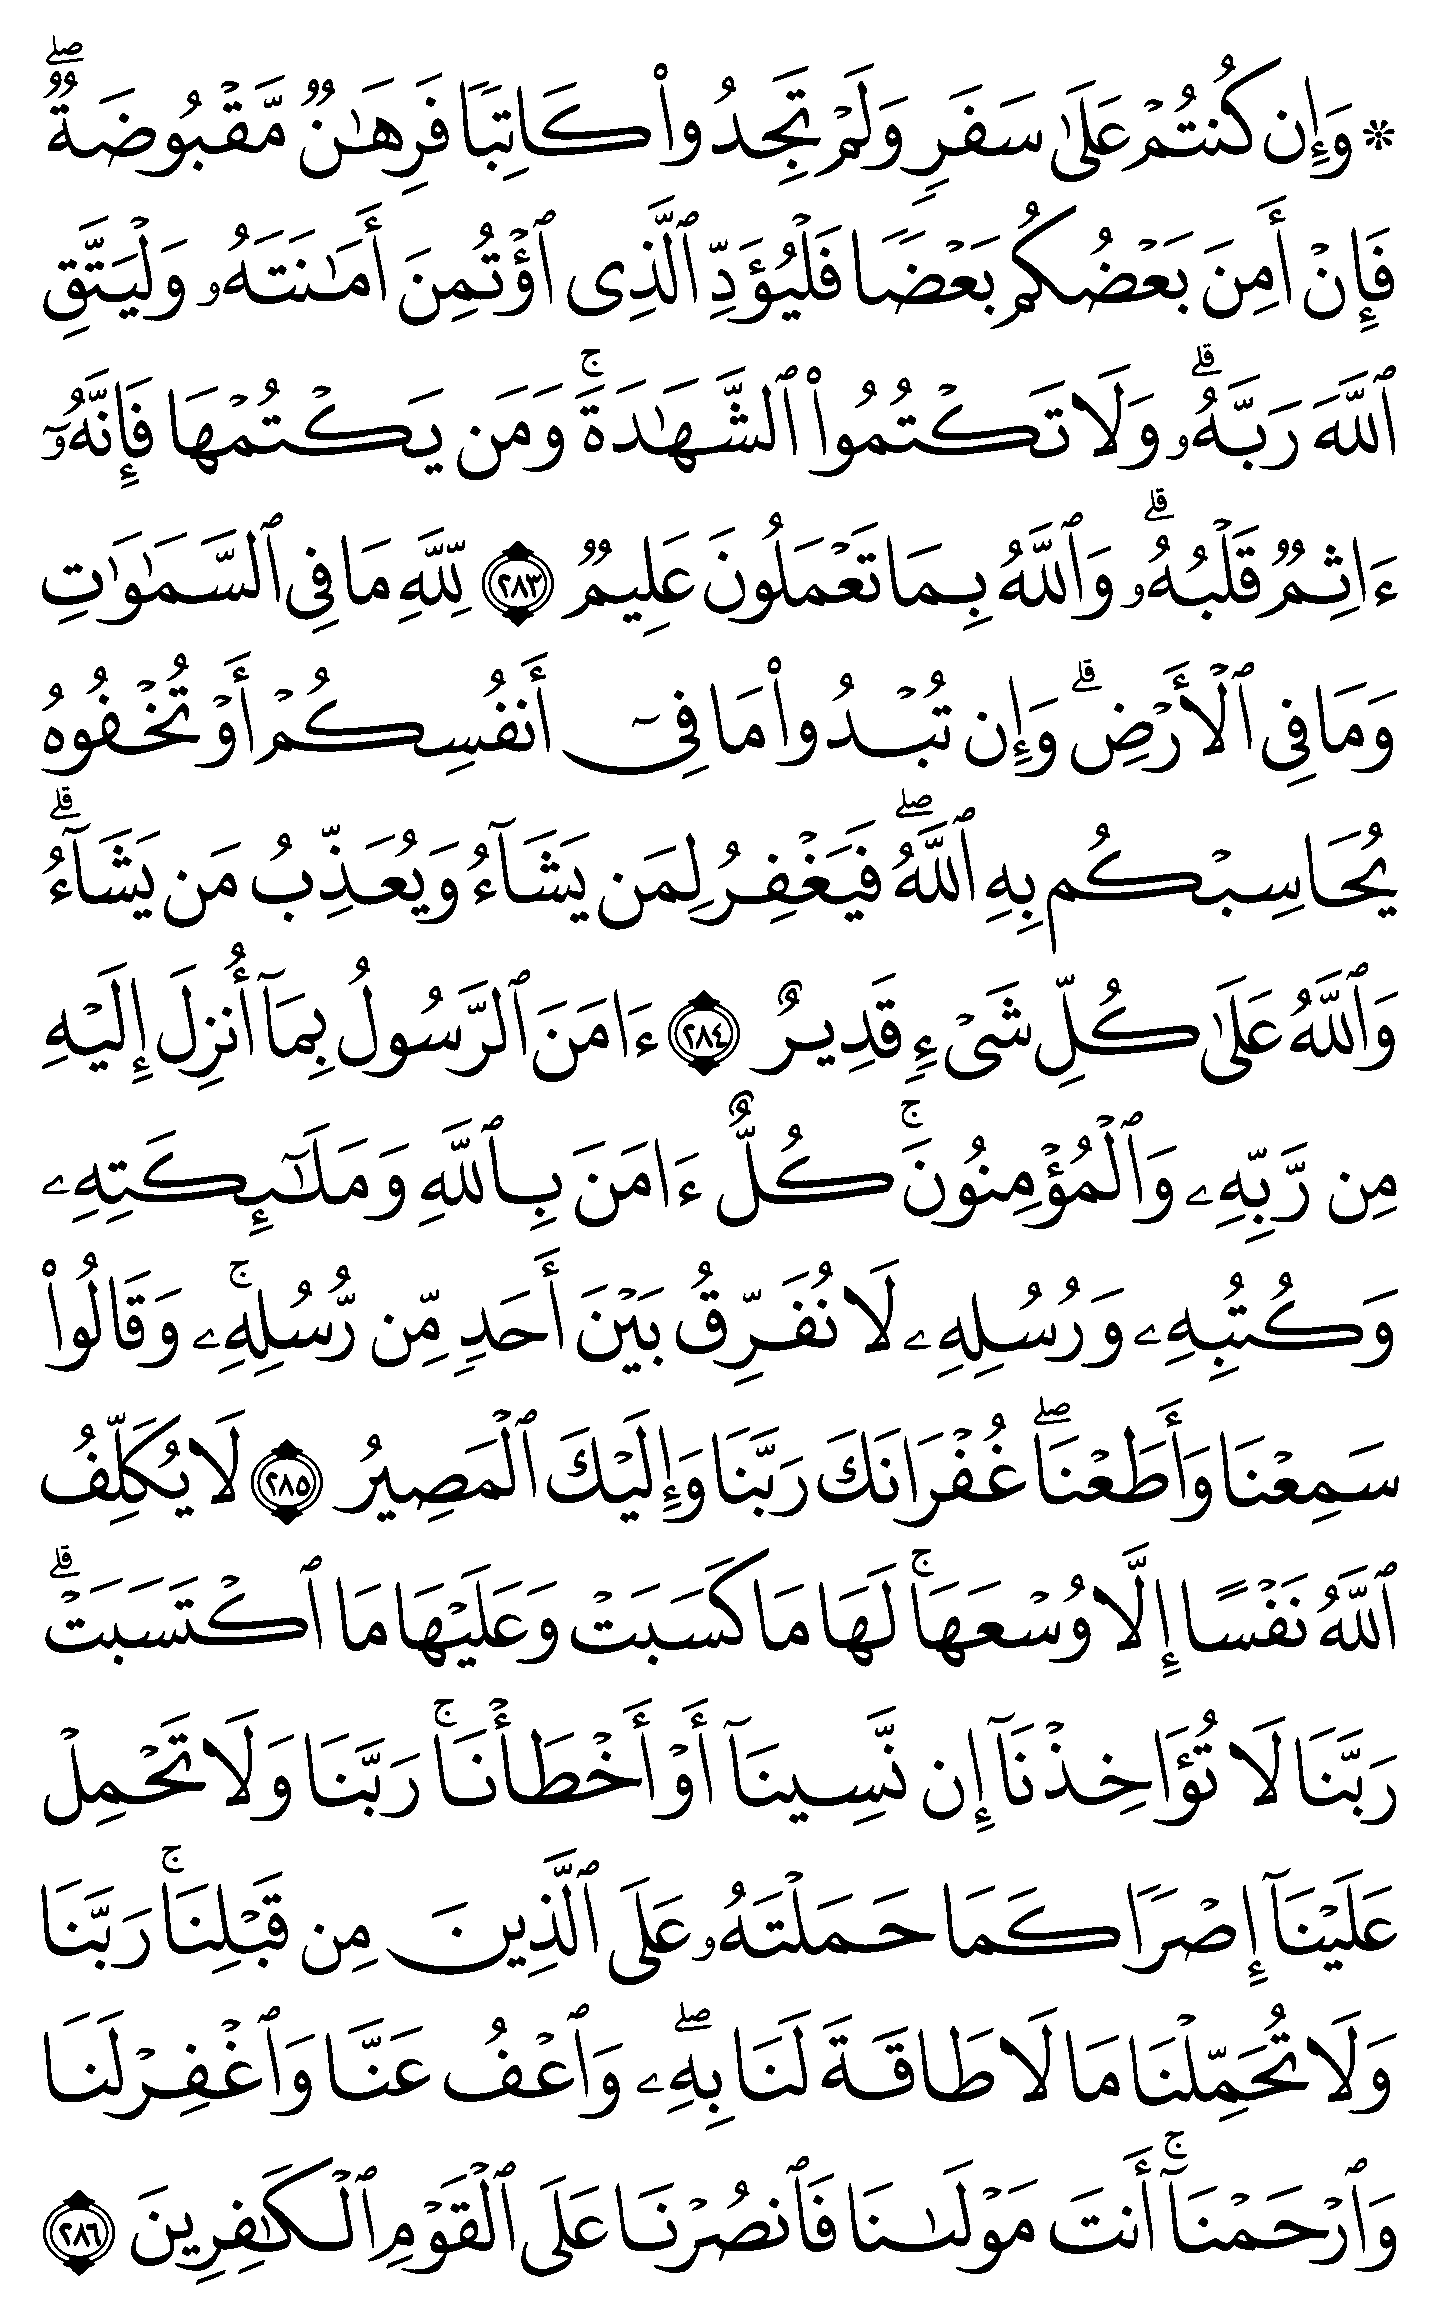 ۞ وَإِن كُنتُمْ عَلَىٰ سَفَرٍ وَلَمْ تَجِدُوا۟ كَاتِبًا فَرِهَـٰنٌ مَّقْبُوضَةٌ ۖ
فَإِنْ أَمِنَ بَعْضُكُم بَعْضًا فَلْيُؤَدِّ ٱلَّذِى ٱؤْتُمِنَ أَمَـٰنَتَهُۥ وَلْيَتَّقِ
ٱللَّهَ رَبَّهُۥ ۗ وَلَا تَكْتُمُوا۟ ٱلشَّهَـٰدَةَ ۚ وَمَن يَكْتُمْهَا فَإِنَّهُۥٓ
ءَاثِمٌ قَلْبُهُۥ ۗ وَٱللَّهُ بِمَا تَعْمَلُونَ عَلِيمٌ ٢٨٣ لِّلَّهِ مَا فِى ٱلسَّمَـٰوَٰتِ
وَمَا فِى ٱلْأَرْضِ ۗ وَإِن تُبْدُوا۟ مَا فِىٓ أَنفُسِكُمْ أَوْ تُخْفُوهُ
يُحَاسِبْكُم بِهِ ٱللَّهُ ۖ فَيَغْفِرُ لِمَن يَشَآءُ وَيُعَذِّبُ مَن يَشَآءُ ۗ
وَٱللَّهُ عَلَىٰ كُلِّ شَىْءٍ قَدِيرٌ ٢٨٤ ءَامَنَ ٱلرَّسُولُ بِمَآ أُنزِلَ إِلَيْهِ
مِن رَّبِّهِۦ وَٱلْمُؤْمِنُونَ ۚ كُلٌّ ءَامَنَ بِٱللَّهِ وَمَلَـٰٓئِكَتِهِۦ
وَكُتُبِهِۦ وَرُسُلِهِۦ لَا نُفَرِّقُ بَيْنَ أَحَدٍ مِّن رُّسُلِهِۦ ۚ وَقَالُوا۟
سَمِعْنَا وَأَطَعْنَا ۖ غُفْرَانَكَ رَبَّنَا وَإِلَيْكَ ٱلْمَصِيرُ ٢٨٥ لَا يُكَلِّفُ
ٱللَّهُ نَفْسًا إِلَّا وُسْعَهَا ۚ لَهَا مَا كَسَبَتْ وَعَلَيْهَا مَا ٱكْتَسَبَتْ ۗ
رَبَّنَا لَا تُؤَاخِذْنَآ إِن نَّسِينَآ أَوْ أَخْطَأْنَا ۚ رَبَّنَا وَلَا تَحْمِلْ
عَلَيْنَآ إِصْرًا كَمَا حَمَلْتَهُۥ عَلَى ٱلَّذِينَ مِن قَبْلِنَا ۚ رَبَّنَا
وَلَا تُحَمِّلْنَا مَا لَا طَاقَةَ لَنَا بِهِۦ ۖ وَٱعْفُ عَنَّا وَٱغْفِرْ لَنَا
وَٱرْحَمْنَآ ۚ أَنتَ مَوْلَىٰنَا فَٱنصُرْنَا عَلَى ٱلْقَوْمِ ٱلْكَـٰفِرِينَ ٢٨٦